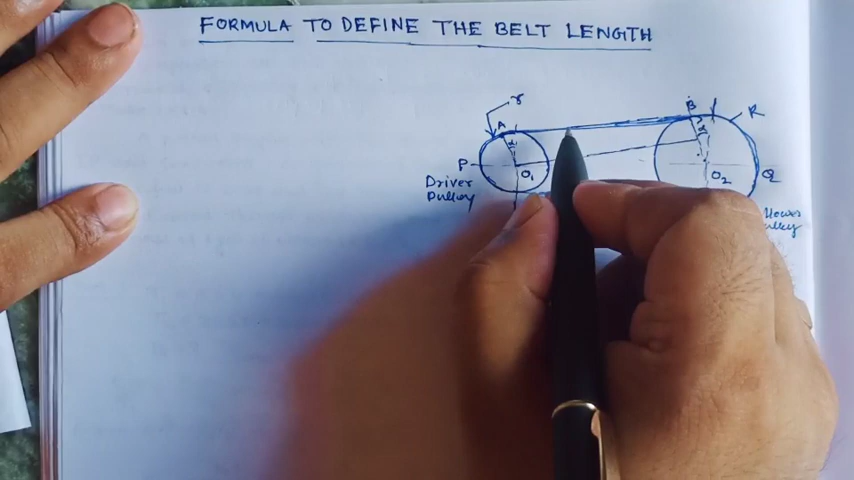 FORMULA TO DEFINE THE BELT LENGTH
r
A
B
R
α
α
P
O1
O2
Q
Driver
Pulley